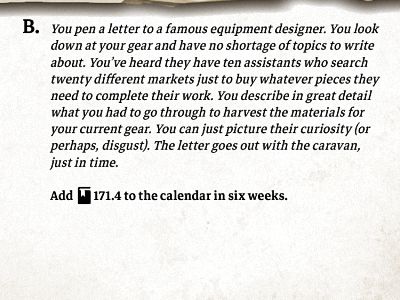 B. You pen a letter to a famous equipment designer. You look
down at your gear and have no shortage of topics to write
about. You've heard they have ten assistants who search
twenty different markets just to buy whatever pieces they
need to complete their work. You describe in great detail
what you had to go through to harvest the materials for
your current gear. You can just picture their curiosity (or
perhaps, disgust). The letter goes out with the caravan,
just in time.
Add 171.4 to the calendar in six weeks.